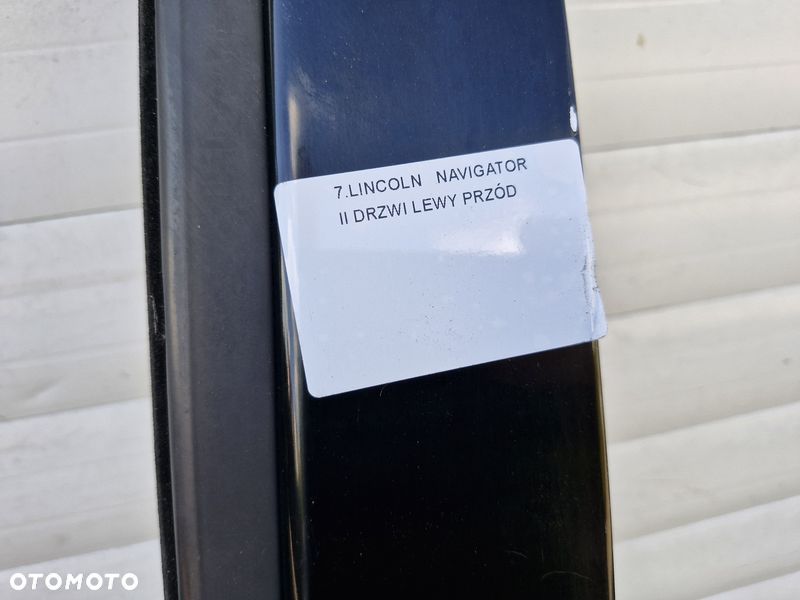 7.LINCOLN NAVIGATOR
II DRZWI LEWY PRZÓD
OTOMOTO